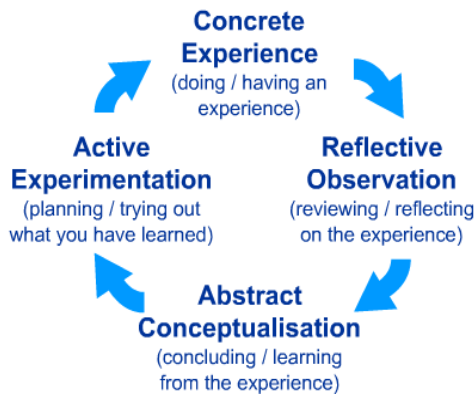 Concrete
Experience
(doing / having an
experience)
Reflective
Observation
(reviewing / reflecting
on the experience)
Abstract
Conceptualisation
(concluding / learning
from the experience)
Active
Experimentation
(planning / trying out
what you have learned)